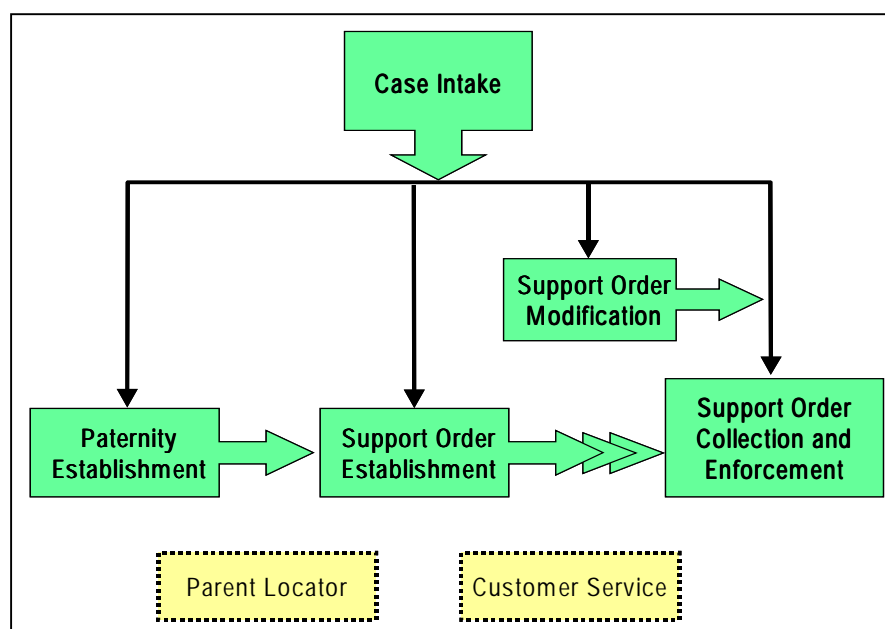 Case Intake
Support Order
Modification
Paternity
Establishment
Support Order
Establishment
Support Order
Collection and
Enforcement
Parent Locator
Customer Service